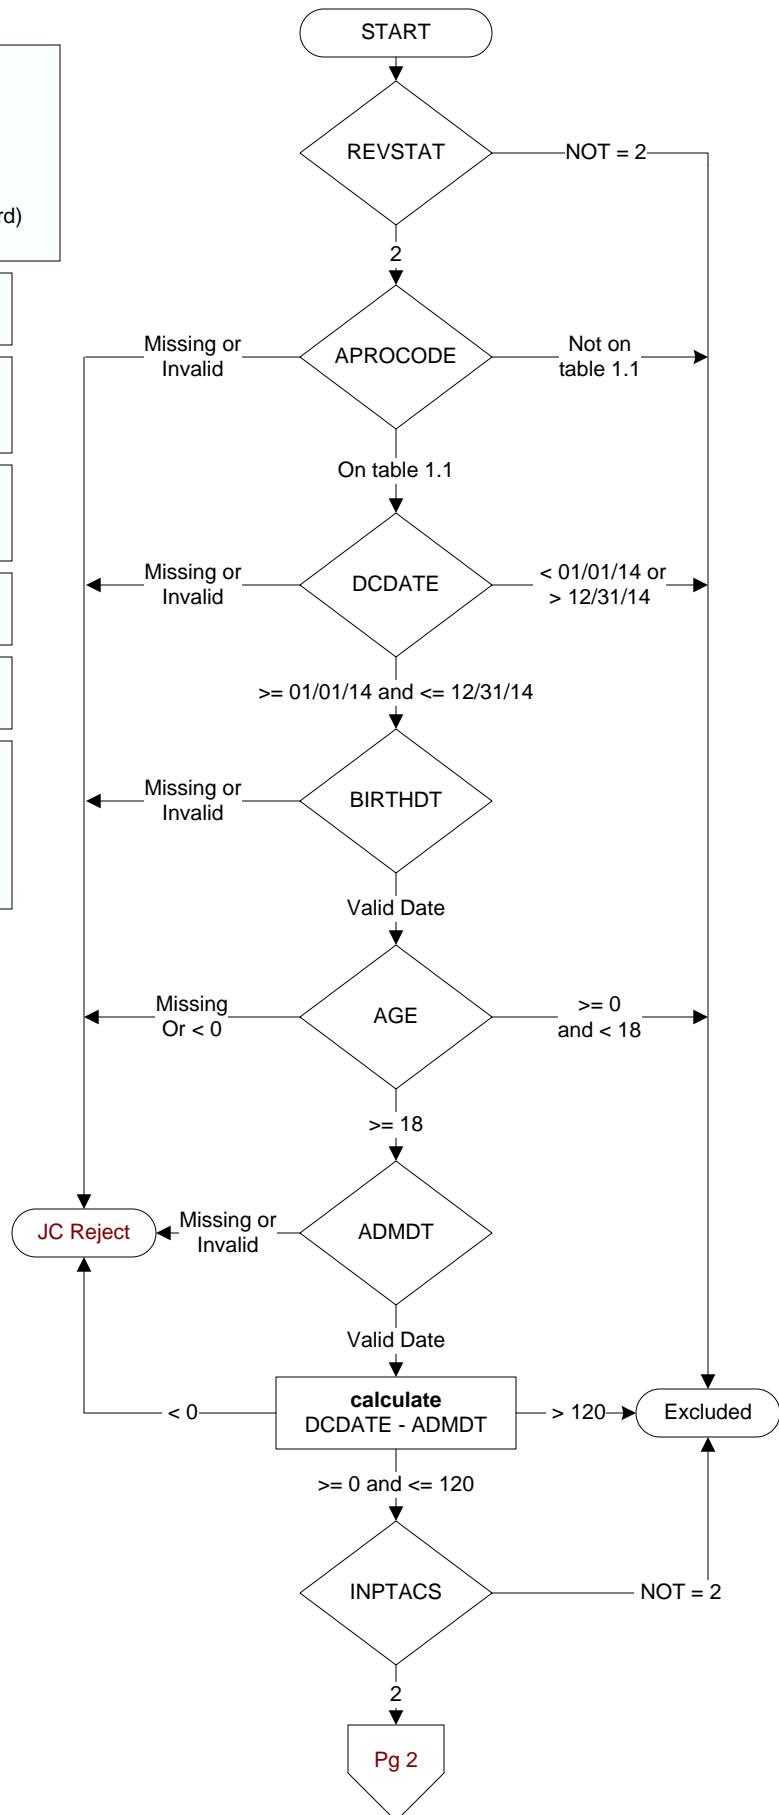 START
REVSTAT
NOT = 2
rd)
2
Missing or
Invalid
APROCODE
Not on
table 1.1
On table 1.1
Missing or
Invalid
DCDATE
< 01/01/14 or
> 12/31/14
>= 01/01/14 and <= 12/31/14
Missing or
Invalid
BIRTHDT
Valid Date
Missing
Or < 0
AGE
>= 0
and < 18
>= 18
JC Reject
Missing or
Invalid
ADMDT
Valid Date
< 0
calculate
DCDATE - ADMDT
> 120
Excluded
>= 0 and <= 120
INPTACS
NOT = 2
2
Pg 2